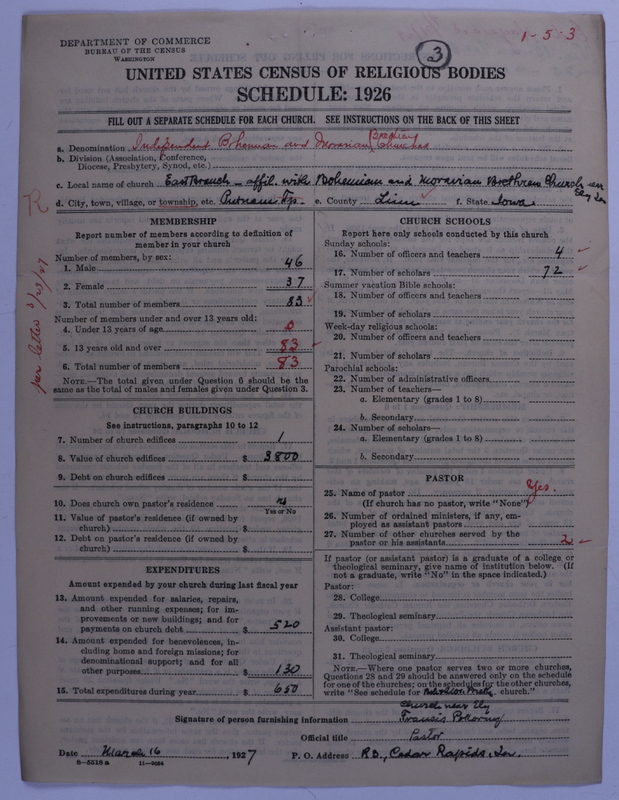 1-5-3
3
DEPARTMENT OF COMMERCE
BUREAU OF THE CENSUS
WASHINGTON
UNITED STATES CENSUS OF RELIGIOUS BODIES
SCHEDULE: 1926
FILL OUT A SEPARATE SCHEDULE FOR EACH CHURCH. SEE INSTRUCTIONS ON THE BACK OF THIS SHEET
a. Denomination Independent Bohemian and Moravian Churches
b. Division (Association, Conference,
Diocese, Presbytery, Synod, etc.)
c. Local name of church East Branch - affil. with Bohemian and Moravian Brethren Church near
Ely Ia
d. City, town, village, or township, etc. Putnam Tp. e. County Linn f. State Iowa
R
per letter 3/23/27
MEMBERSHIP
Report number of members according to definition of
member in your church
Number of members, by sex:
1. Male 46
2. Female 37
3. Total number of members 83
Number of members under and over 13 years old:
4. Under 13 years of age 0
5. 13 years old and over 83
6. Total number of members 83
NOTE.—The total given under Question 6 should be the
same as the total of males and females given under Question 3.
CHURCH BUILDINGS
See instructions, paragraphs 10 to 12
7. Number of church edifices 1
8. Value of church edifices $ 3800
9. Debt on church edifices $
10. Does church own pastor's residence
Yes or No
11. Value of pastor's residence (if owned by
church) $
12. Debt on pastor's residence (if owned by
church) $
EXPENDITURES
Amount expended by your church during last fiscal year
13. Amount expended for salaries, repairs,
and other running expenses; for im-
provements or new buildings; and for
payments on church debt $ 520
14. Amount expended for benevolences, in-
cluding home and foreign missions; for
denominational support; and for all
other purposes $ 130
15. Total expenditures during year $ 650
CHURCH SCHOOLS
Report here only schools conducted by this church
Sunday schools:
16. Number of officers and teachers 4
17. Number of scholars 72
Summer vacation Bible schools:
18. Number of officers and teachers
19. Number of scholars
Week-day religious schools:
20. Number of officers and teachers
21. Number of scholars
Parochial schools:
22. Number of administrative officers
23. Number of teachers—
a. Elementary (grades 1 to 8)
b. Secondary
24. Number of scholars—
a. Elementary (grades 1 to 8)
b. Secondary
PASTOR
25. Name of pastor Yes.
(If church has no pastor, write "None")
26. Number of ordained ministers, if any, em-
ployed as assistant pastors
27. Number of other churches served by the
pastor or his assistants 2
If pastor (or assistant pastor) is a graduate of a college or
theological seminary, give name of institution below. (If
not a graduate, write "No" in the space indicated.)
Pastor:
28. College
29. Theological seminary
Assistant pastor:
30. College
31. Theological seminary
NOTE.—Where one pastor serves two or more churches,
Questions 28 and 29 should be answered only on the schedule
for one of the churches; on the schedules for the other churches,
write "See schedule for church."
Church near Ely
Signature of person furnishing information Francis Pokorny
Official title Pastor
Date March 16, 1927 P. O. Address RD., Cedar Rapids, Ia.
8-5518a 11-9064